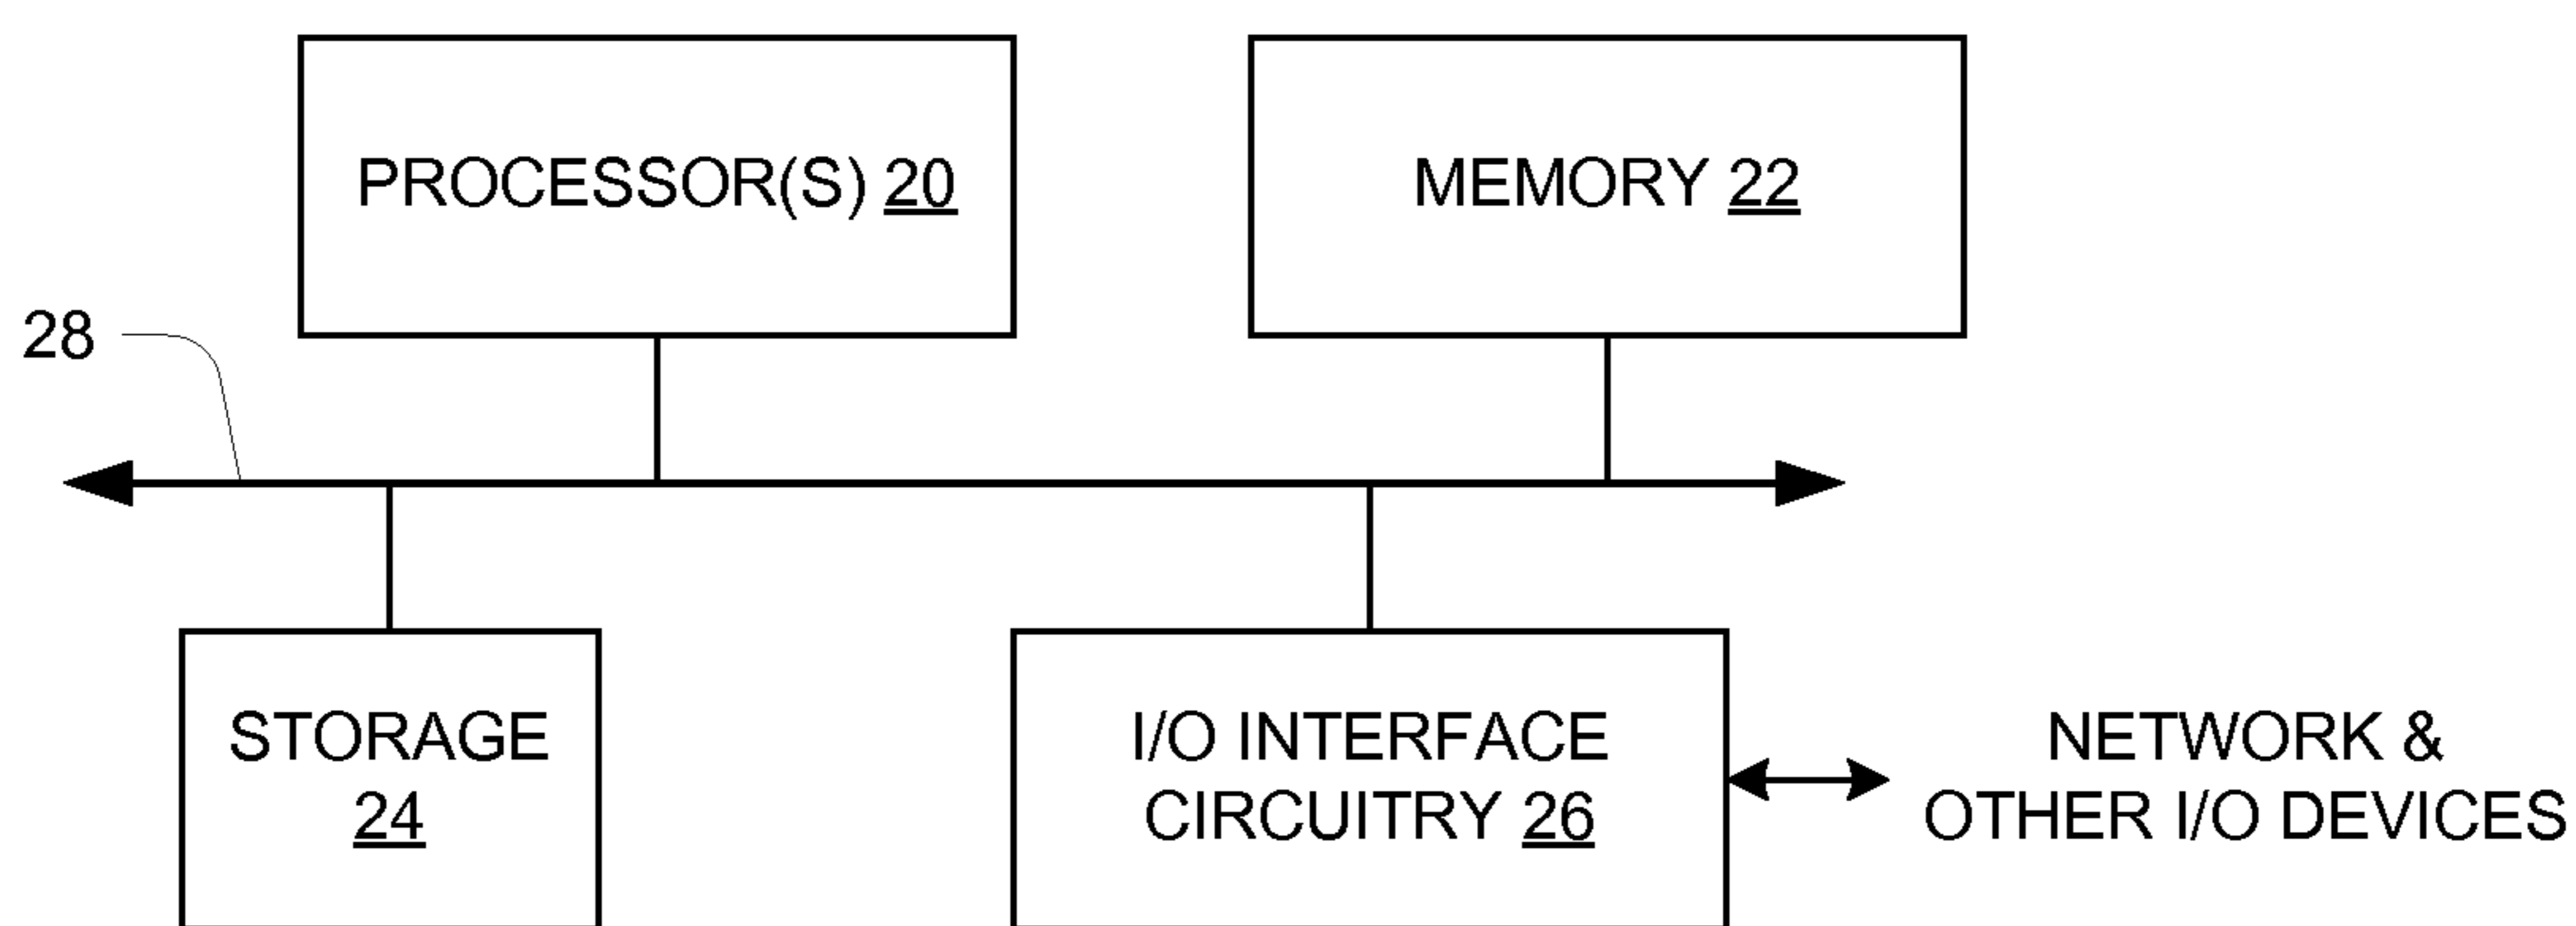 PROCESSOR(S) 20
MEMORY 22
28
STORAGE
24
I/O INTERFACE
CIRCUITRY 26
NETWORK &
OTHER I/O DEVICES